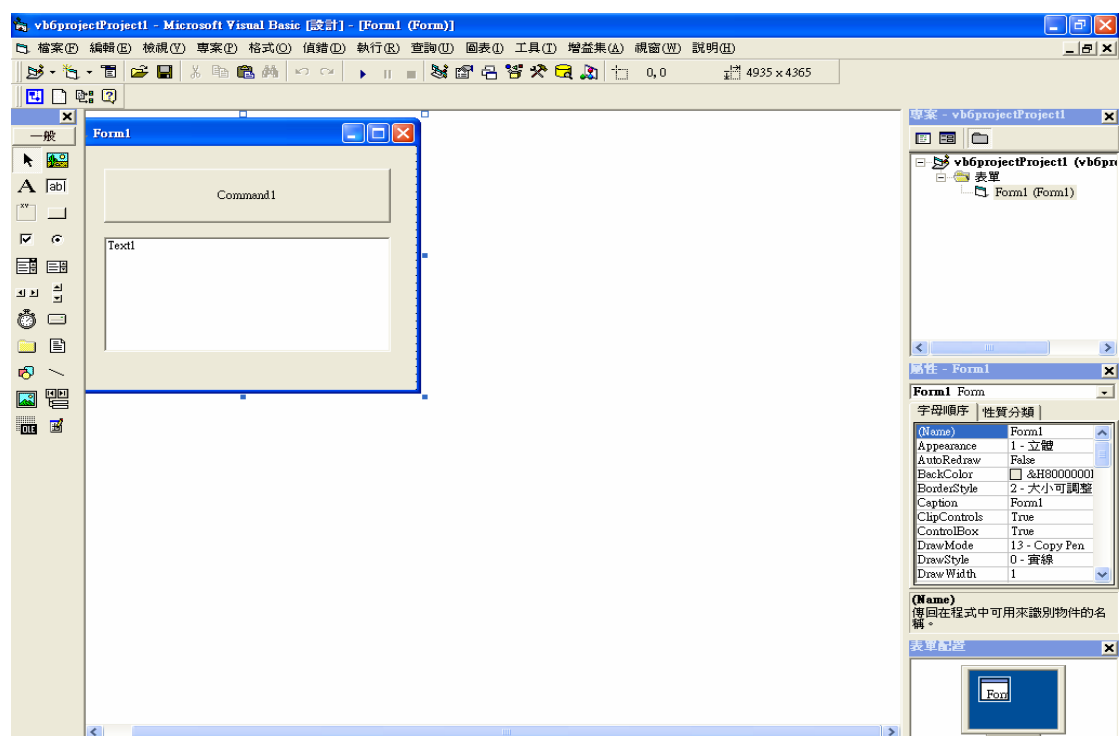 vb6projectProject1 - Microsoft Visual Basic [設計] - [Form1 (Form)]
檔案(F) 編輯(E) 檢視(V) 專案(P) 格式(O) 偵錯(D) 執行(R) 查詢(U) 圖表(I) 工具(T) 增益集(A) 視窗(W) 説明(H)
0,0 4935 x 4365
一般
A ab
xv
OLE
Form1
Command1
Text1
專案 - vb6projectProject1
vb6projectProject1 (vb6pro
表單
Form1 (Form1)
屬性 - Form1
Form1 Form
字母順序 性質分類
(Name) Form1
Appearance 1 - 立體
AutoRedraw False
BackColor &H8000000
BorderStyle 2 - 大小可調整
Caption Form1
ClipControls True
ControlBox True
DrawMode 13 - Copy Pen
DrawStyle 0 - 實線
DrawWidth 1
(Name)
傳回在程式中可用來識別物件的名
稱。
表單配置
For